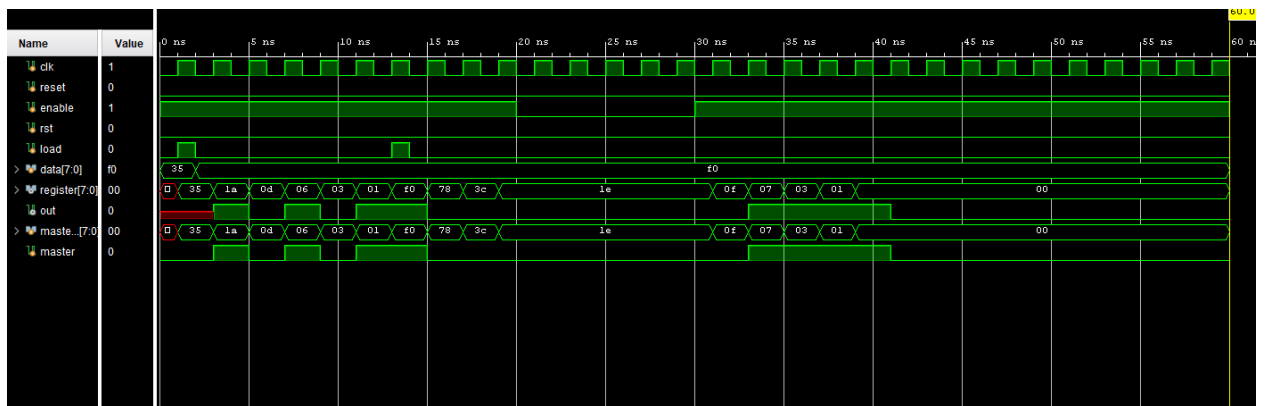 60.0
Name Value 0 ns 5 ns 10 ns 15 ns 20 ns 25 ns 30 ns 35 ns 40 ns 45 ns 50 ns 55 ns 60 n
clk 1
reset 0
enable 1
rst 0
load 0
data[7:0] f0 35 f0
register[7:0] 00 35 1a 0d 06 03 01 f0 78 3c 1e 0f 07 03 01 00
out 0
maste...[7:0] 00 35 1a 0d 06 03 01 f0 78 3c 1e 0f 07 03 01 00
master 0